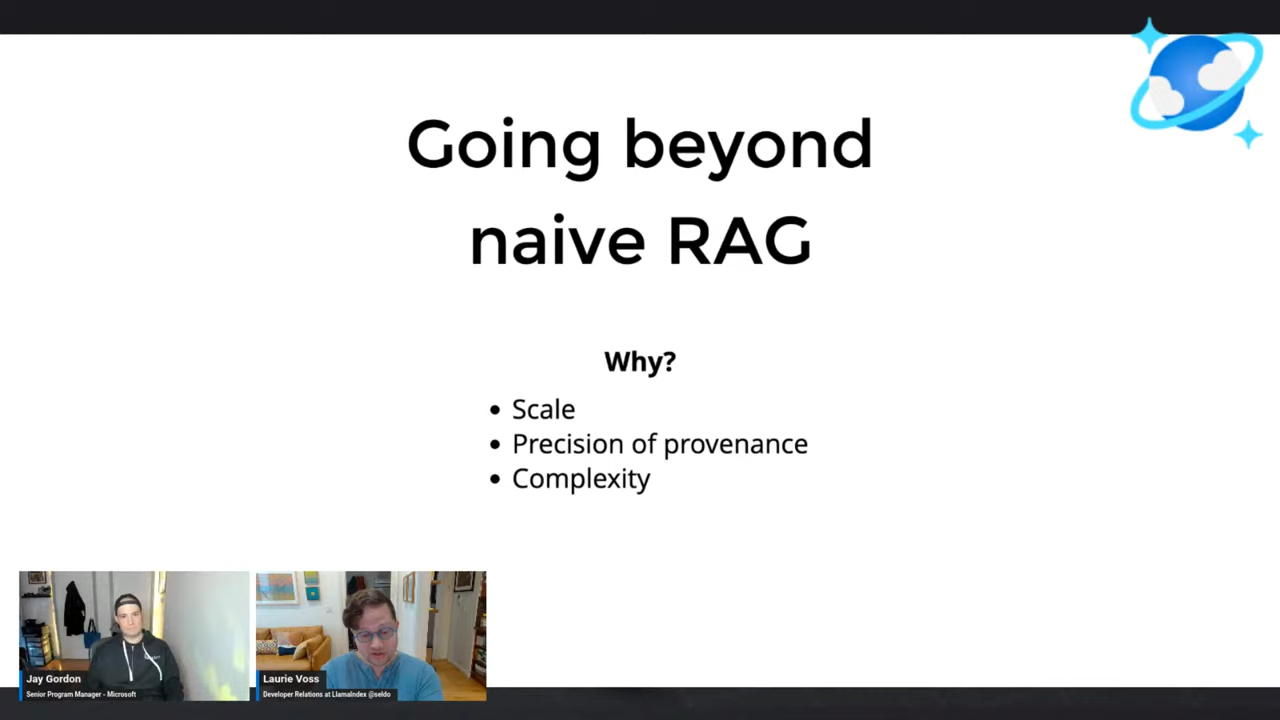 Going beyond
naive RAG
Why?
• Scale
• Precision of provenance
• Complexity
Jay Gordon
Senior Program Manager - Microsoft
Laurie Voss
Developer Relations at LlamaIndex @seldo